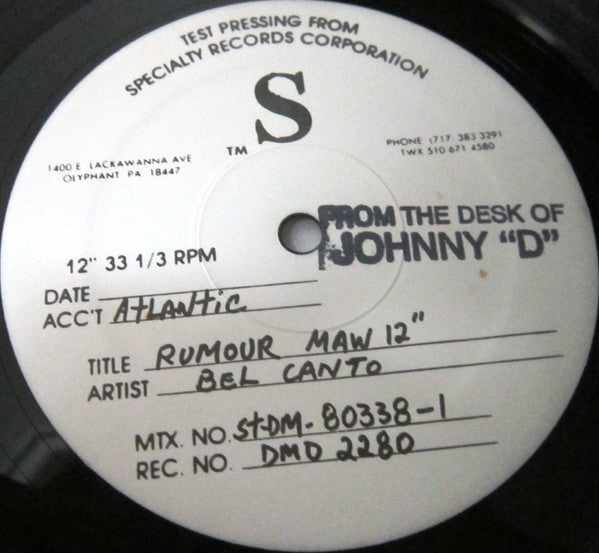 TEST PRESSING FROM
SPECIALTY RECORDS CORPORATION
S
TM
1400 E LACKAWANNA AVE
OLYPHANT PA 18447
PHONE (717 383 3291
TWX 510 671 4580
FROM THE DESK OF
JOHNNY "D"
12" 33 1/3 RPM
DATE
ACC'T Atlantic
TITLE RUMOUR MAW 12"
ARTIST BEL CANTO
MTX. NO. St-DM-80338-1
REC. NO. DMD 2280